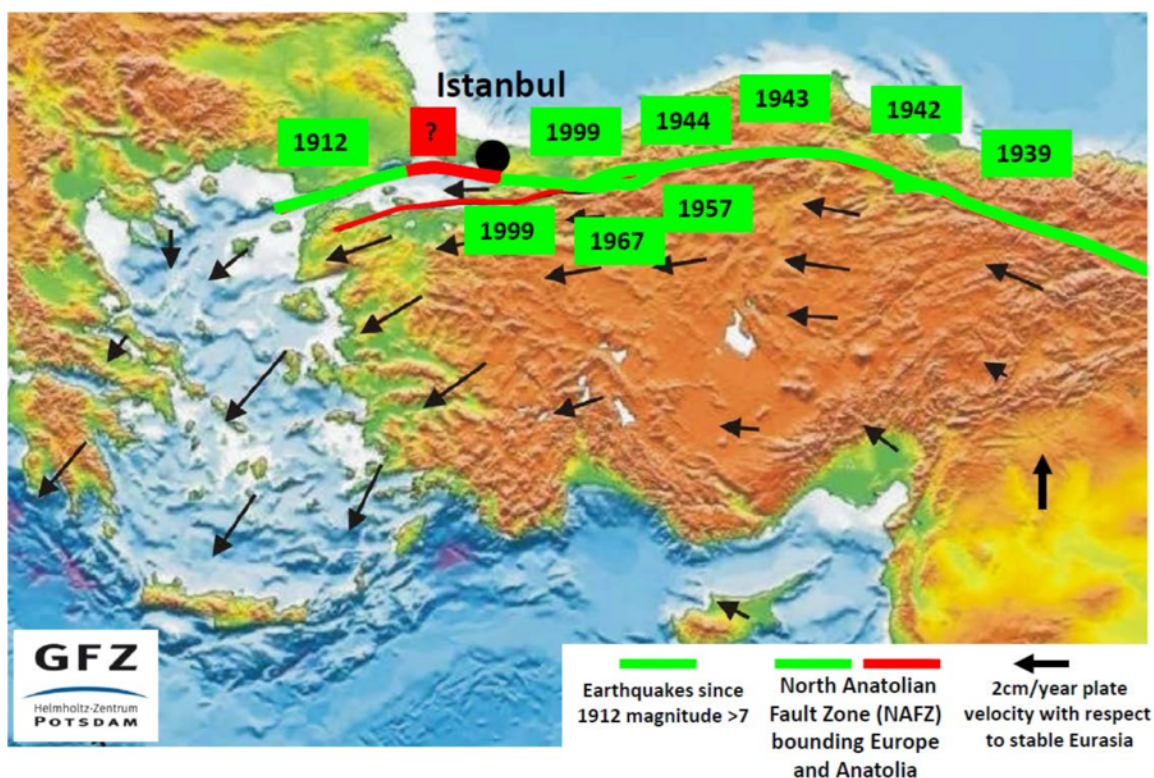 Istanbul
1912
?
1999
1944
1943
1942
1939
1999
1967
1957
GFZ
Helmholtz-Zentrum
POTSDAM
Earthquakes since
1912 magnitude >7
North Anatolian
Fault Zone (NAFZ)
bounding Europe
and Anatolia
2cm/year plate
velocity with respect
to stable Eurasia